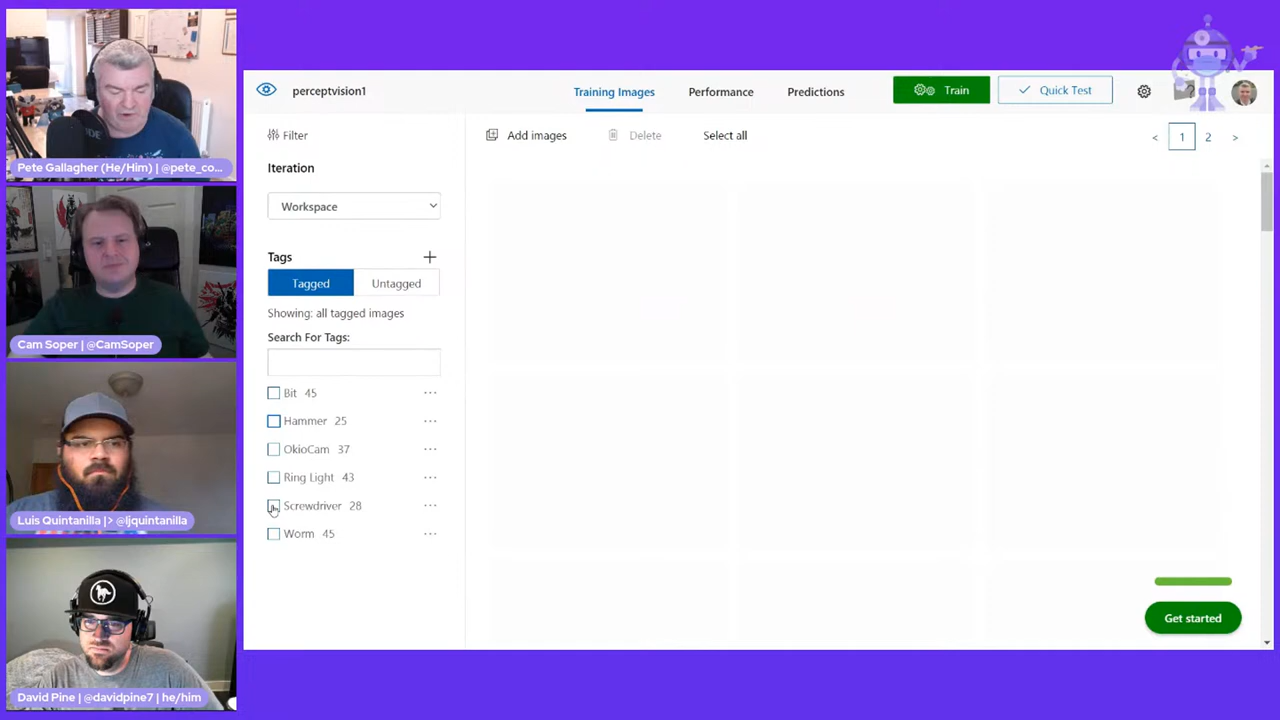 Pete Gallagher (He/Him) | @pete_co...
Cam Soper | @CamSoper
Luis Quintanilla |> @ljquintanilla
David Pine | @davidpine7 | he/him
perceptvision1
Training Images
Performance
Predictions
Train
Quick Test
Filter
Add images
Delete
Select all
< 1 2 >
Iteration
Workspace
Tags
Tagged
Untagged
Showing: all tagged images
Search For Tags:
Bit 45 ...
Hammer 25 ...
OkioCam 37 ...
Ring Light 43 ...
Screwdriver 28 ...
Worm 45 ...
Get started